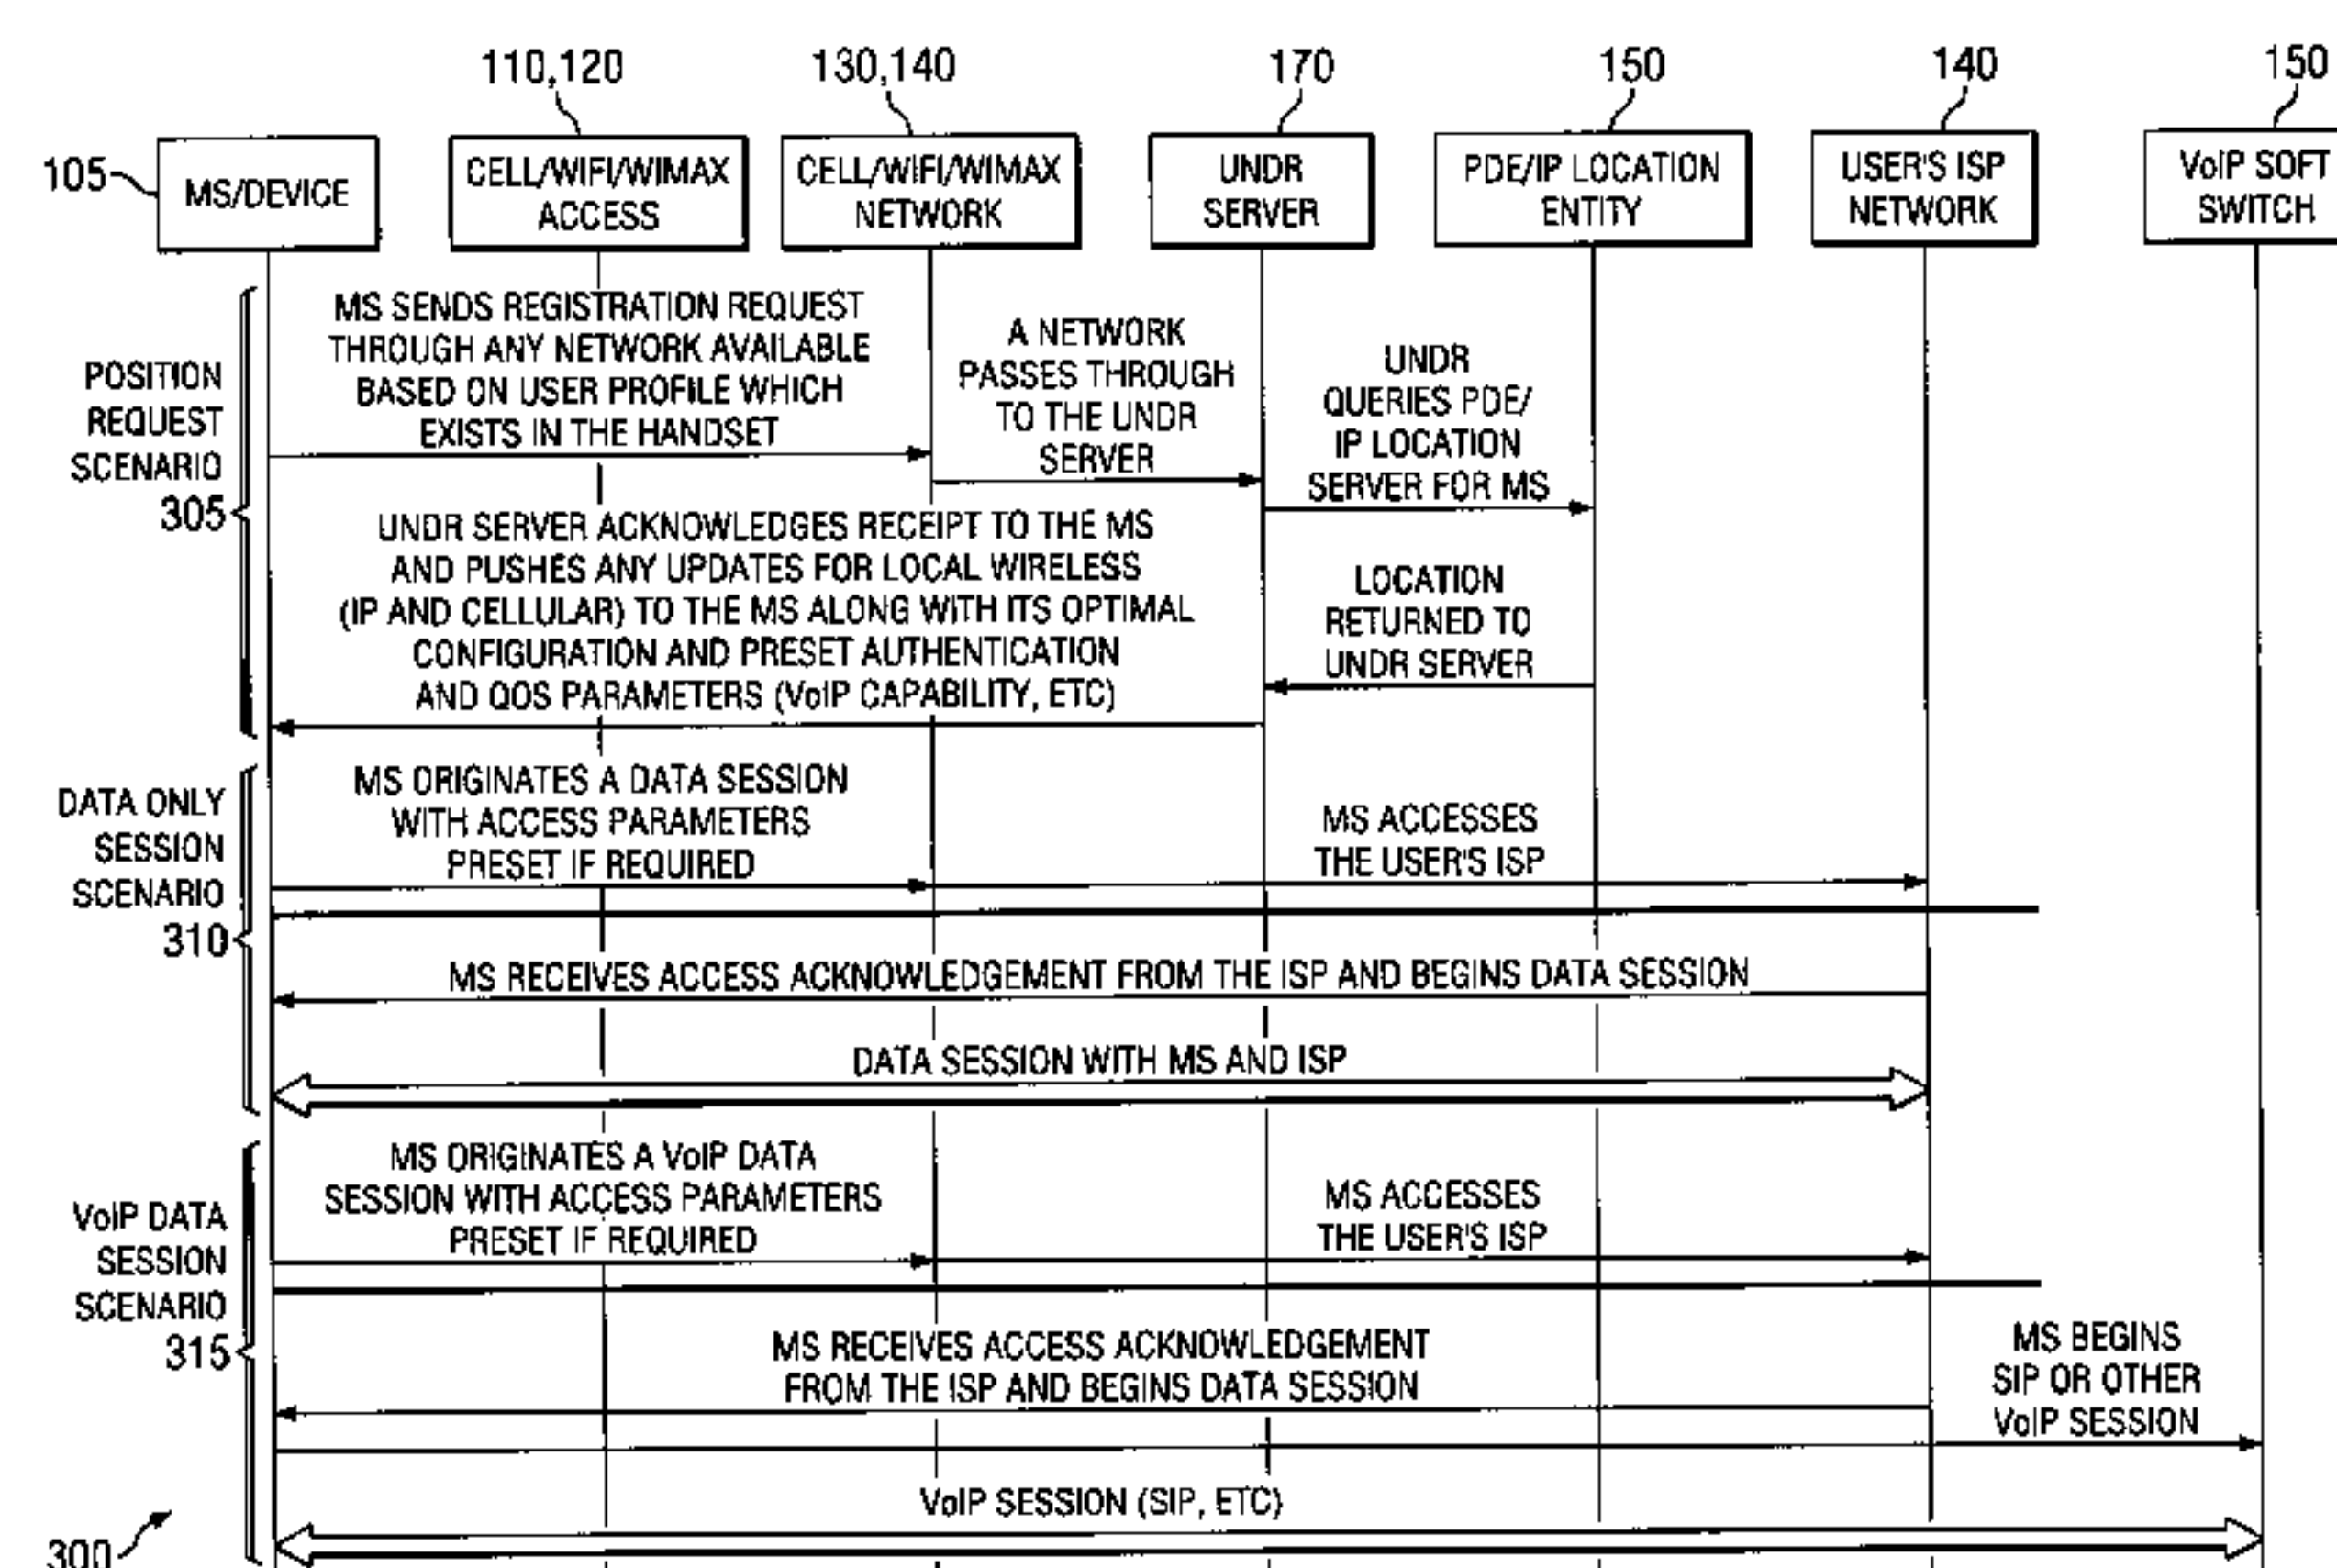 110,120
130,140
170
150
140
150
105
MS/DEVICE
CELL/WIFI/WIMAX
ACCESS
CELL/WIFI/WIMAX
NETWORK
UNDR
SERVER
PDE/IP LOCATION
ENTITY
USER'S ISP
NETWORK
VoIP SOFT
SWITCH
POSITION
REQUEST
SCENARIO
305
MS SENDS REGISTRATION REQUEST
THROUGH ANY NETWORK AVAILABLE
BASED ON USER PROFILE WHICH
EXISTS IN THE HANDSET
A NETWORK
PASSES THROUGH
TO THE UNDR
SERVER
UNDR
QUERIES PDE/
IP LOCATION
SERVER FOR MS
UNDR SERVER ACKNOWLEDGES RECEIPT TO THE MS
AND PUSHES ANY UPDATES FOR LOCAL WIRELESS
(IP AND CELLULAR) TO THE MS ALONG WITH ITS OPTIMAL
CONFIGURATION AND PRESET AUTHENTICATION
AND QOS PARAMETERS (VoIP CAPABILITY, ETC)
LOCATION
RETURNED TO
UNDR SERVER
DATA ONLY
SESSION
SCENARIO
310
MS ORIGINATES A DATA SESSION
WITH ACCESS PARAMETERS
PRESET IF REQUIRED
MS ACCESSES
THE USER'S ISP
MS RECEIVES ACCESS ACKNOWLEDGEMENT FROM THE ISP AND BEGINS DATA SESSION
DATA SESSION WITH MS AND ISP
VoIP DATA
SESSION
SCENARIO
315
MS ORIGINATES A VoIP DATA
SESSION WITH ACCESS PARAMETERS
PRESET IF REQUIRED
MS ACCESSES
THE USER'S ISP
MS RECEIVES ACCESS ACKNOWLEDGEMENT
FROM THE ISP AND BEGINS DATA SESSION
MS BEGINS
SIP OR OTHER
VoIP SESSION
VoIP SESSION (SIP, ETC)
300